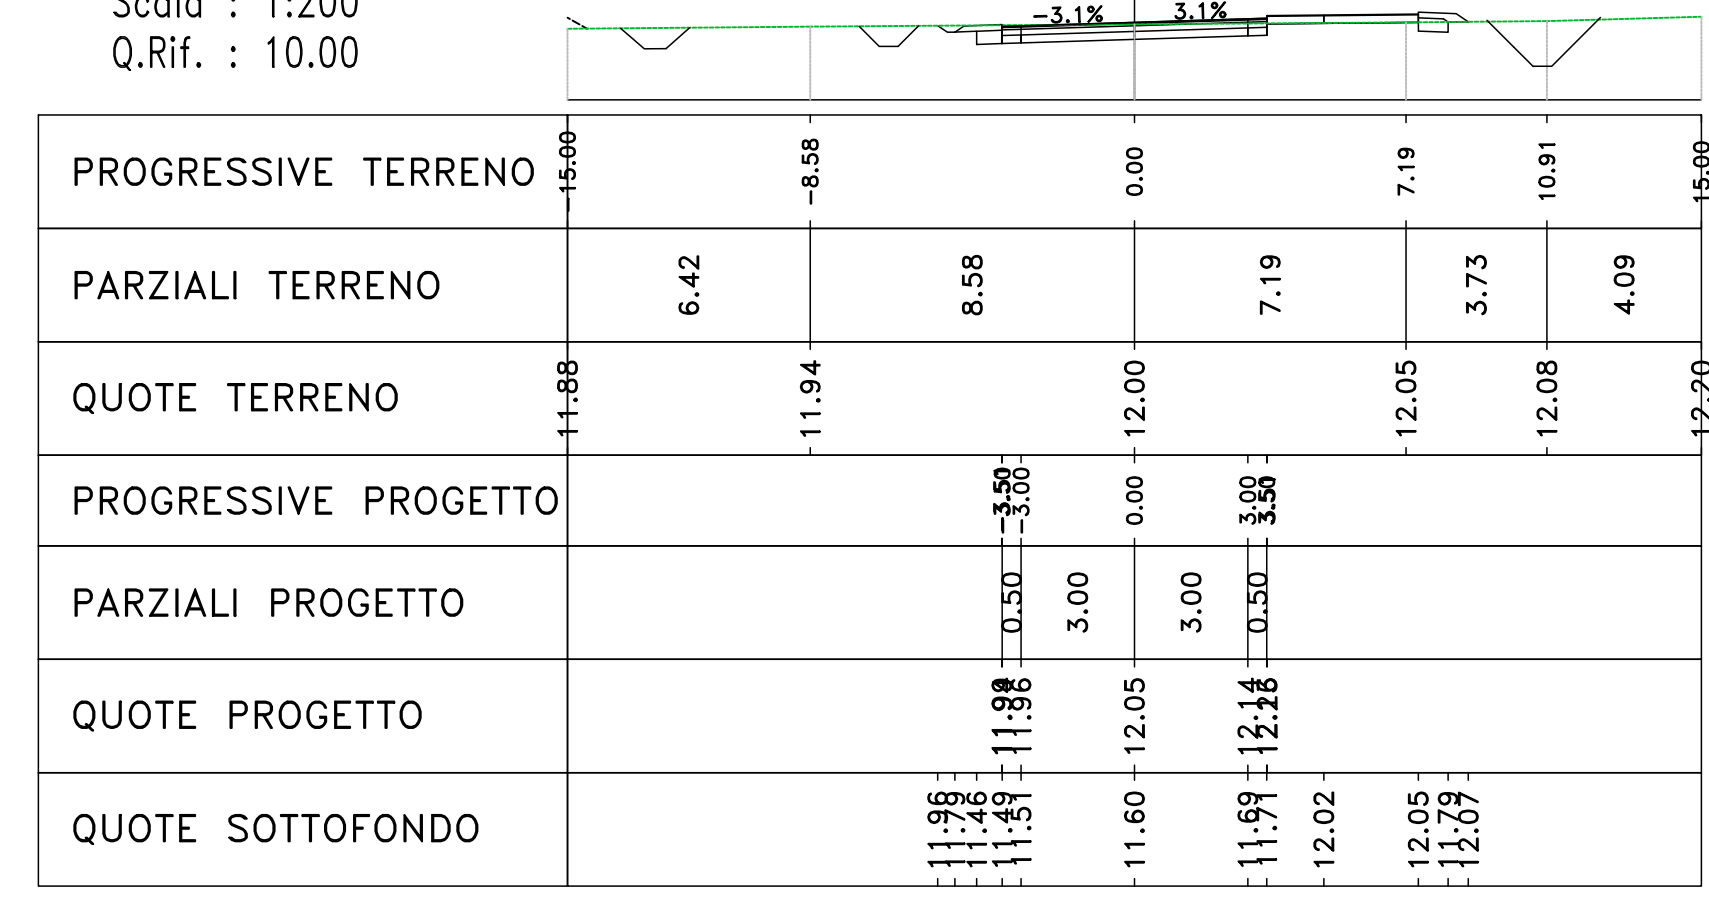 Scala : 1:200
Q.Rif. : 10.00
-3.1% 3.1%
PROGRESSIVE TERRENO -15.00 -8.58 0.00 7.19 10.91 15.00
PARZIALI TERRENO 6.42 8.58 7.19 3.73 4.09
QUOTE TERRENO 11.88 11.94 12.00 12.05 12.08 12.20
PROGRESSIVE PROGETTO -3.50 -3.00 0.00 3.00 3.50
PARZIALI PROGETTO 0.50 3.00 3.00 0.50
QUOTE PROGETTO 11.96 12.05 12.14
QUOTE SOTTOFONDO 11.96 11.79 11.46 11.49 11.51 11.60 11.69 11.71 12.02 12.05 11.79 12.07